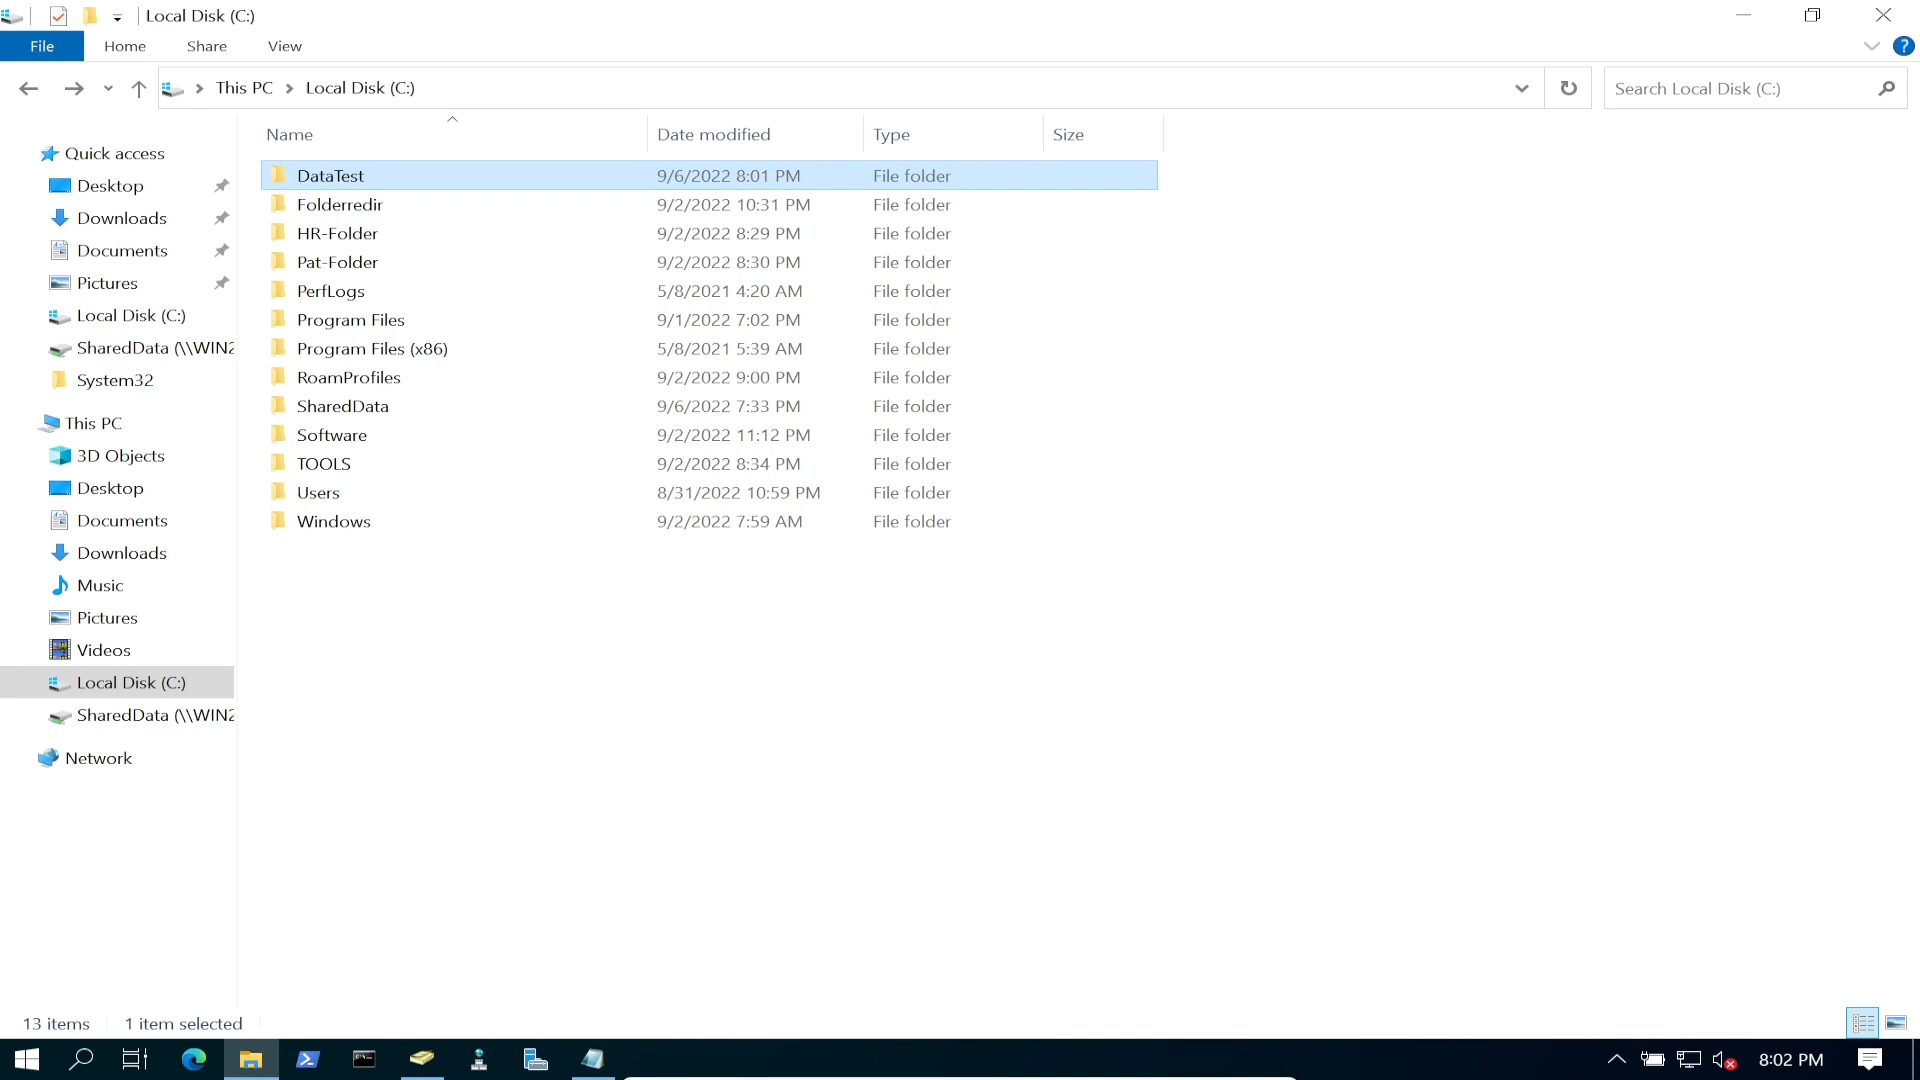 Local Disk (C:)
File Home Share View
This PC Local Disk (C:) Search Local Disk (C:)
Name Date modified Type Size
Quick access
Desktop
Downloads
Documents
Pictures
Local Disk (C:)
SharedData (\\WIN2
System32
This PC
3D Objects
Desktop
Documents
Downloads
Music
Pictures
Videos
Local Disk (C:)
SharedData (\\WIN2
Network
DataTest 9/6/2022 8:01 PM File folder
Folderredir 9/2/2022 10:31 PM File folder
HR-Folder 9/2/2022 8:29 PM File folder
Pat-Folder 9/2/2022 8:30 PM File folder
PerfLogs 5/8/2021 4:20 AM File folder
Program Files 9/1/2022 7:02 PM File folder
Program Files (x86) 5/8/2021 5:39 AM File folder
RoamProfiles 9/2/2022 9:00 PM File folder
SharedData 9/6/2022 7:33 PM File folder
Software 9/2/2022 11:12 PM File folder
TOOLS 9/2/2022 8:34 PM File folder
Users 8/31/2022 10:59 PM File folder
Windows 9/2/2022 7:59 AM File folder
13 items 1 item selected
8:02 PM